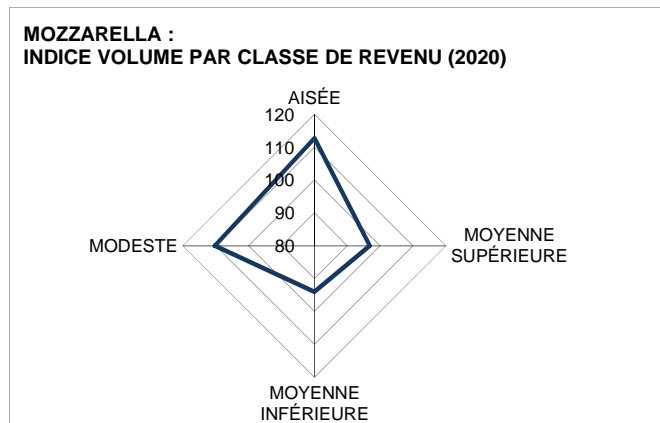 MOZZARELLA :
INDICE VOLUME PAR CLASSE DE REVENU (2020)
AISÉE
120
110
100
90
80
MODESTE
MOYENNE
SUPÉRIEURE
MOYENNE
INFÉRIEURE